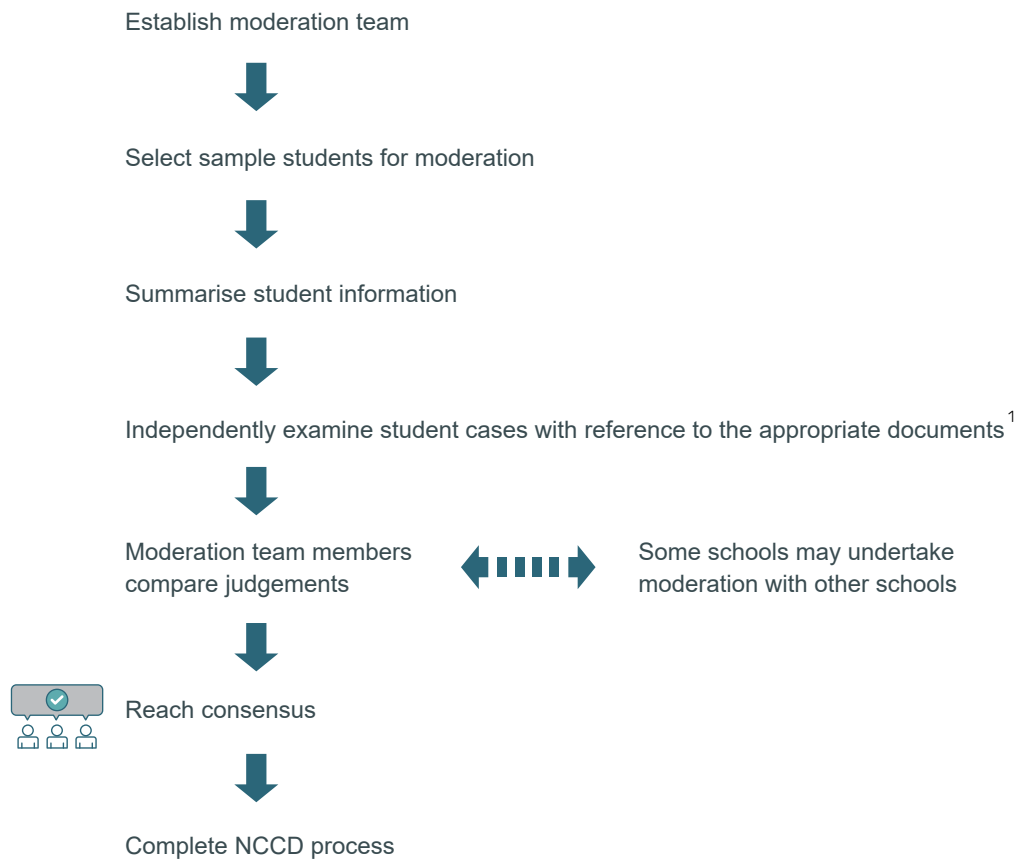 Establish moderation team
Select sample students for moderation
Summarise student information
Independently examine student cases with reference to the appropriate documents 1
Moderation team members
compare judgements
Some schools may undertake
moderation with other schools
Reach consensus
Complete NCCD process